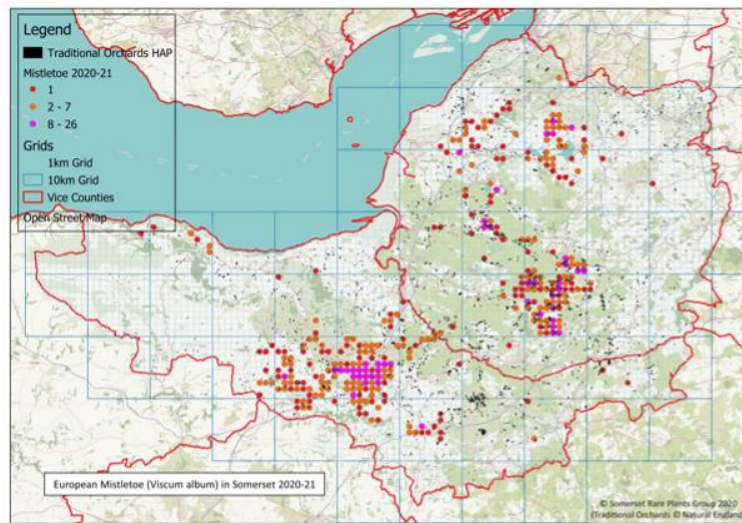 Legend
Traditional Orchards HAP
Mistletoe 2020-21
1
2 - 7
8 - 26
Grids
1km Grid
10km Grid
Vice Counties
Open Street Map
European Mistletoe (Viscum album) in Somerset 2020-21
© Somerset Rare Plants Group 2020
(Traditional Orchards © Natural England